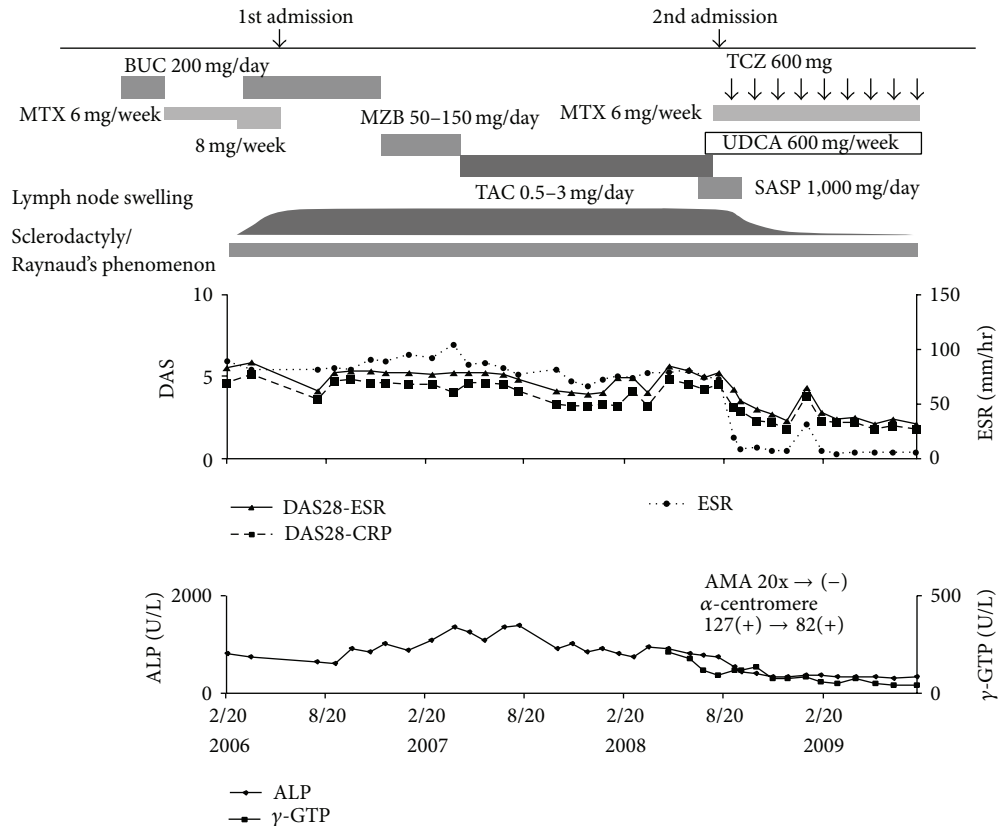 1st admission
2nd admission
BUC 200 mg/day
TCZ 600 mg
MTX 6 mg/week
MZB 50–150 mg/day
MTX 6 mg/week
8 mg/week
UDCA 600 mg/week
TAC 0.5–3 mg/day
SASP 1,000 mg/day
Lymph node swelling
Sclerodactyly/
Raynaud's phenomenon
10
150
100
5
50
0
0
DAS
ESR (mm/hr)
DAS28-ESR
ESR
DAS28-CRP
AMA 20x → (−)
α-centromere
127(+) → 82(+)
2000
500
1000
0
0
ALP (U/L)
γ-GTP (U/L)
2/20
8/20
2/20
8/20
2/20
8/20
2/20
2006
2007
2008
2009
ALP
γ-GTP